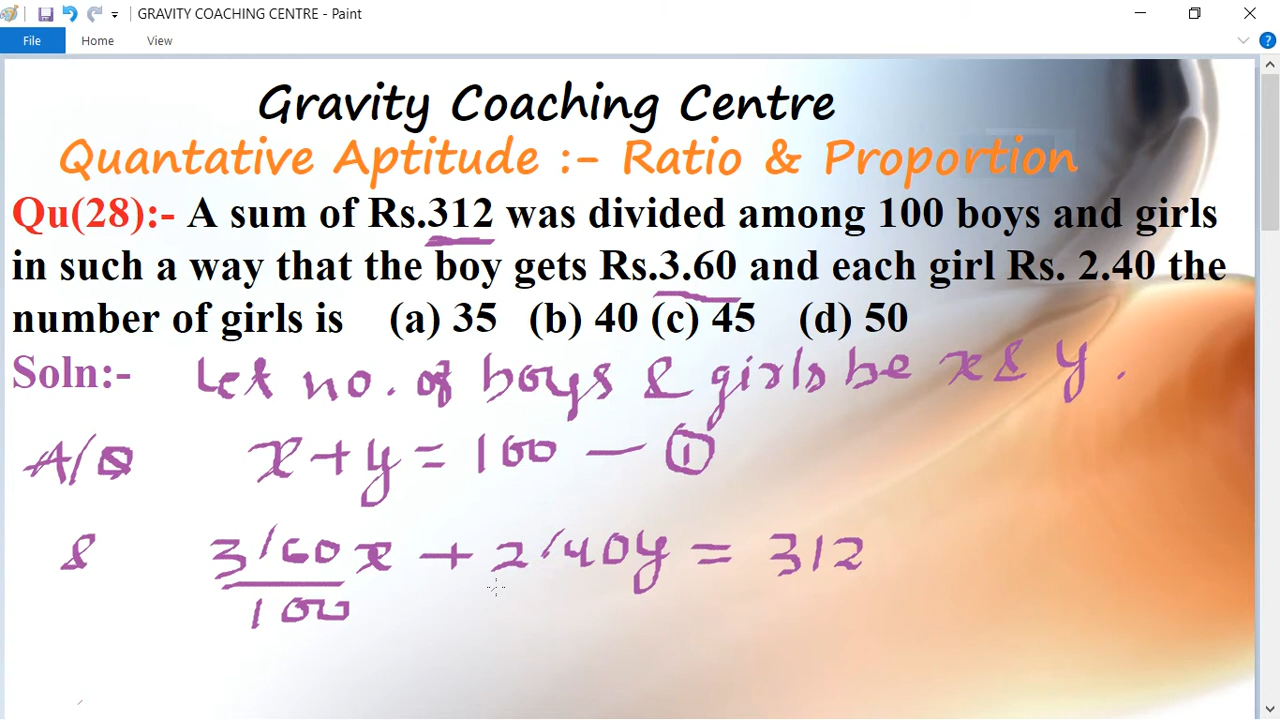 GRAVITY COACHING CENTRE - Paint
File Home View
Gravity Coaching Centre
Quantative Aptitude :- Ratio & Proportion
Qu(28):- A sum of Rs.312 was divided among 100 boys and girls
in such a way that the boy gets Rs.3.60 and each girl Rs. 2.40 the
number of girls is (a) 35 (b) 40 (c) 45 (d) 50
Soln:- Let no. of boys & girls be x & y.
A/Q x + y = 100 — ①
& 3/60x + 2/40y = 312
100